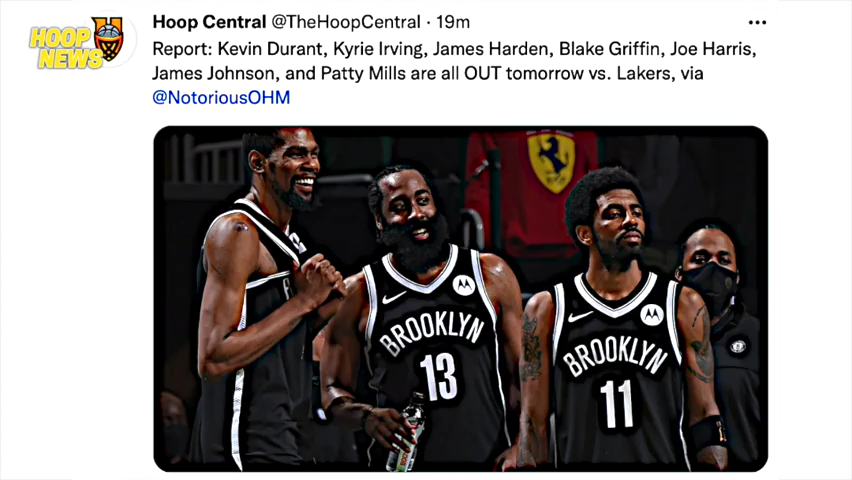 HOOP
NEWS
Hoop Central @TheHoopCentral · 19m
Report: Kevin Durant, Kyrie Irving, James Harden, Blake Griffin, Joe Harris,
James Johnson, and Patty Mills are all OUT tomorrow vs. Lakers, via
@NotoriousOHM
BROOKLYN
13
BROOKLYN
11